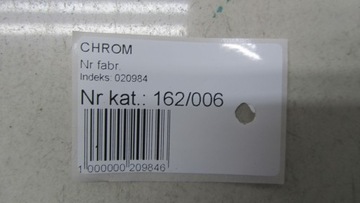 CHROM
Nr fabr.
Indeks: 020984
Nr kat.: 162/006
1 000000 209846